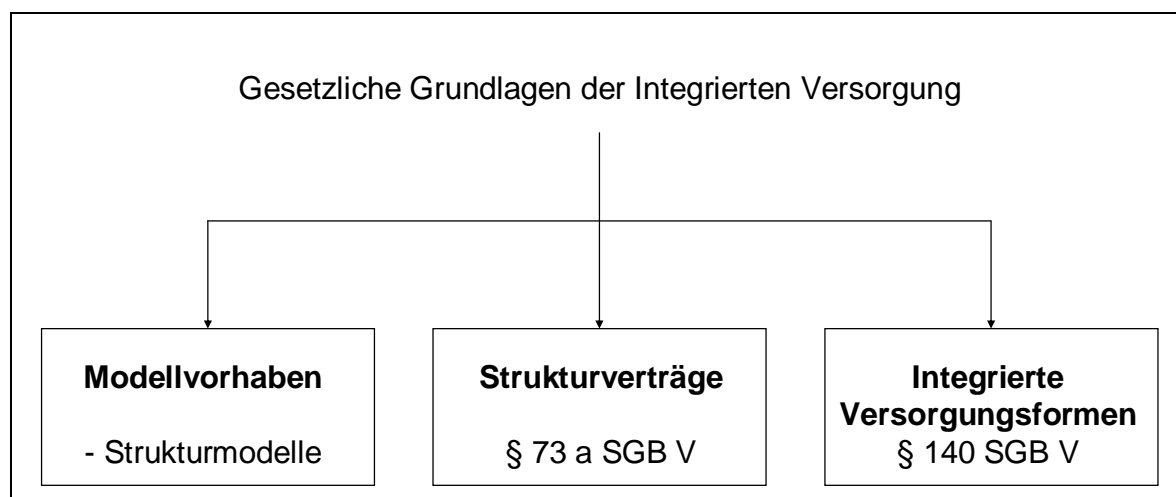 Gesetzliche Grundlagen der Integrierten Versorgung
Modellvorhaben
- Strukturmodelle
Strukturverträge
§ 73 a SGB V
Integrierte
Versorgungsformen
§ 140 SGB V